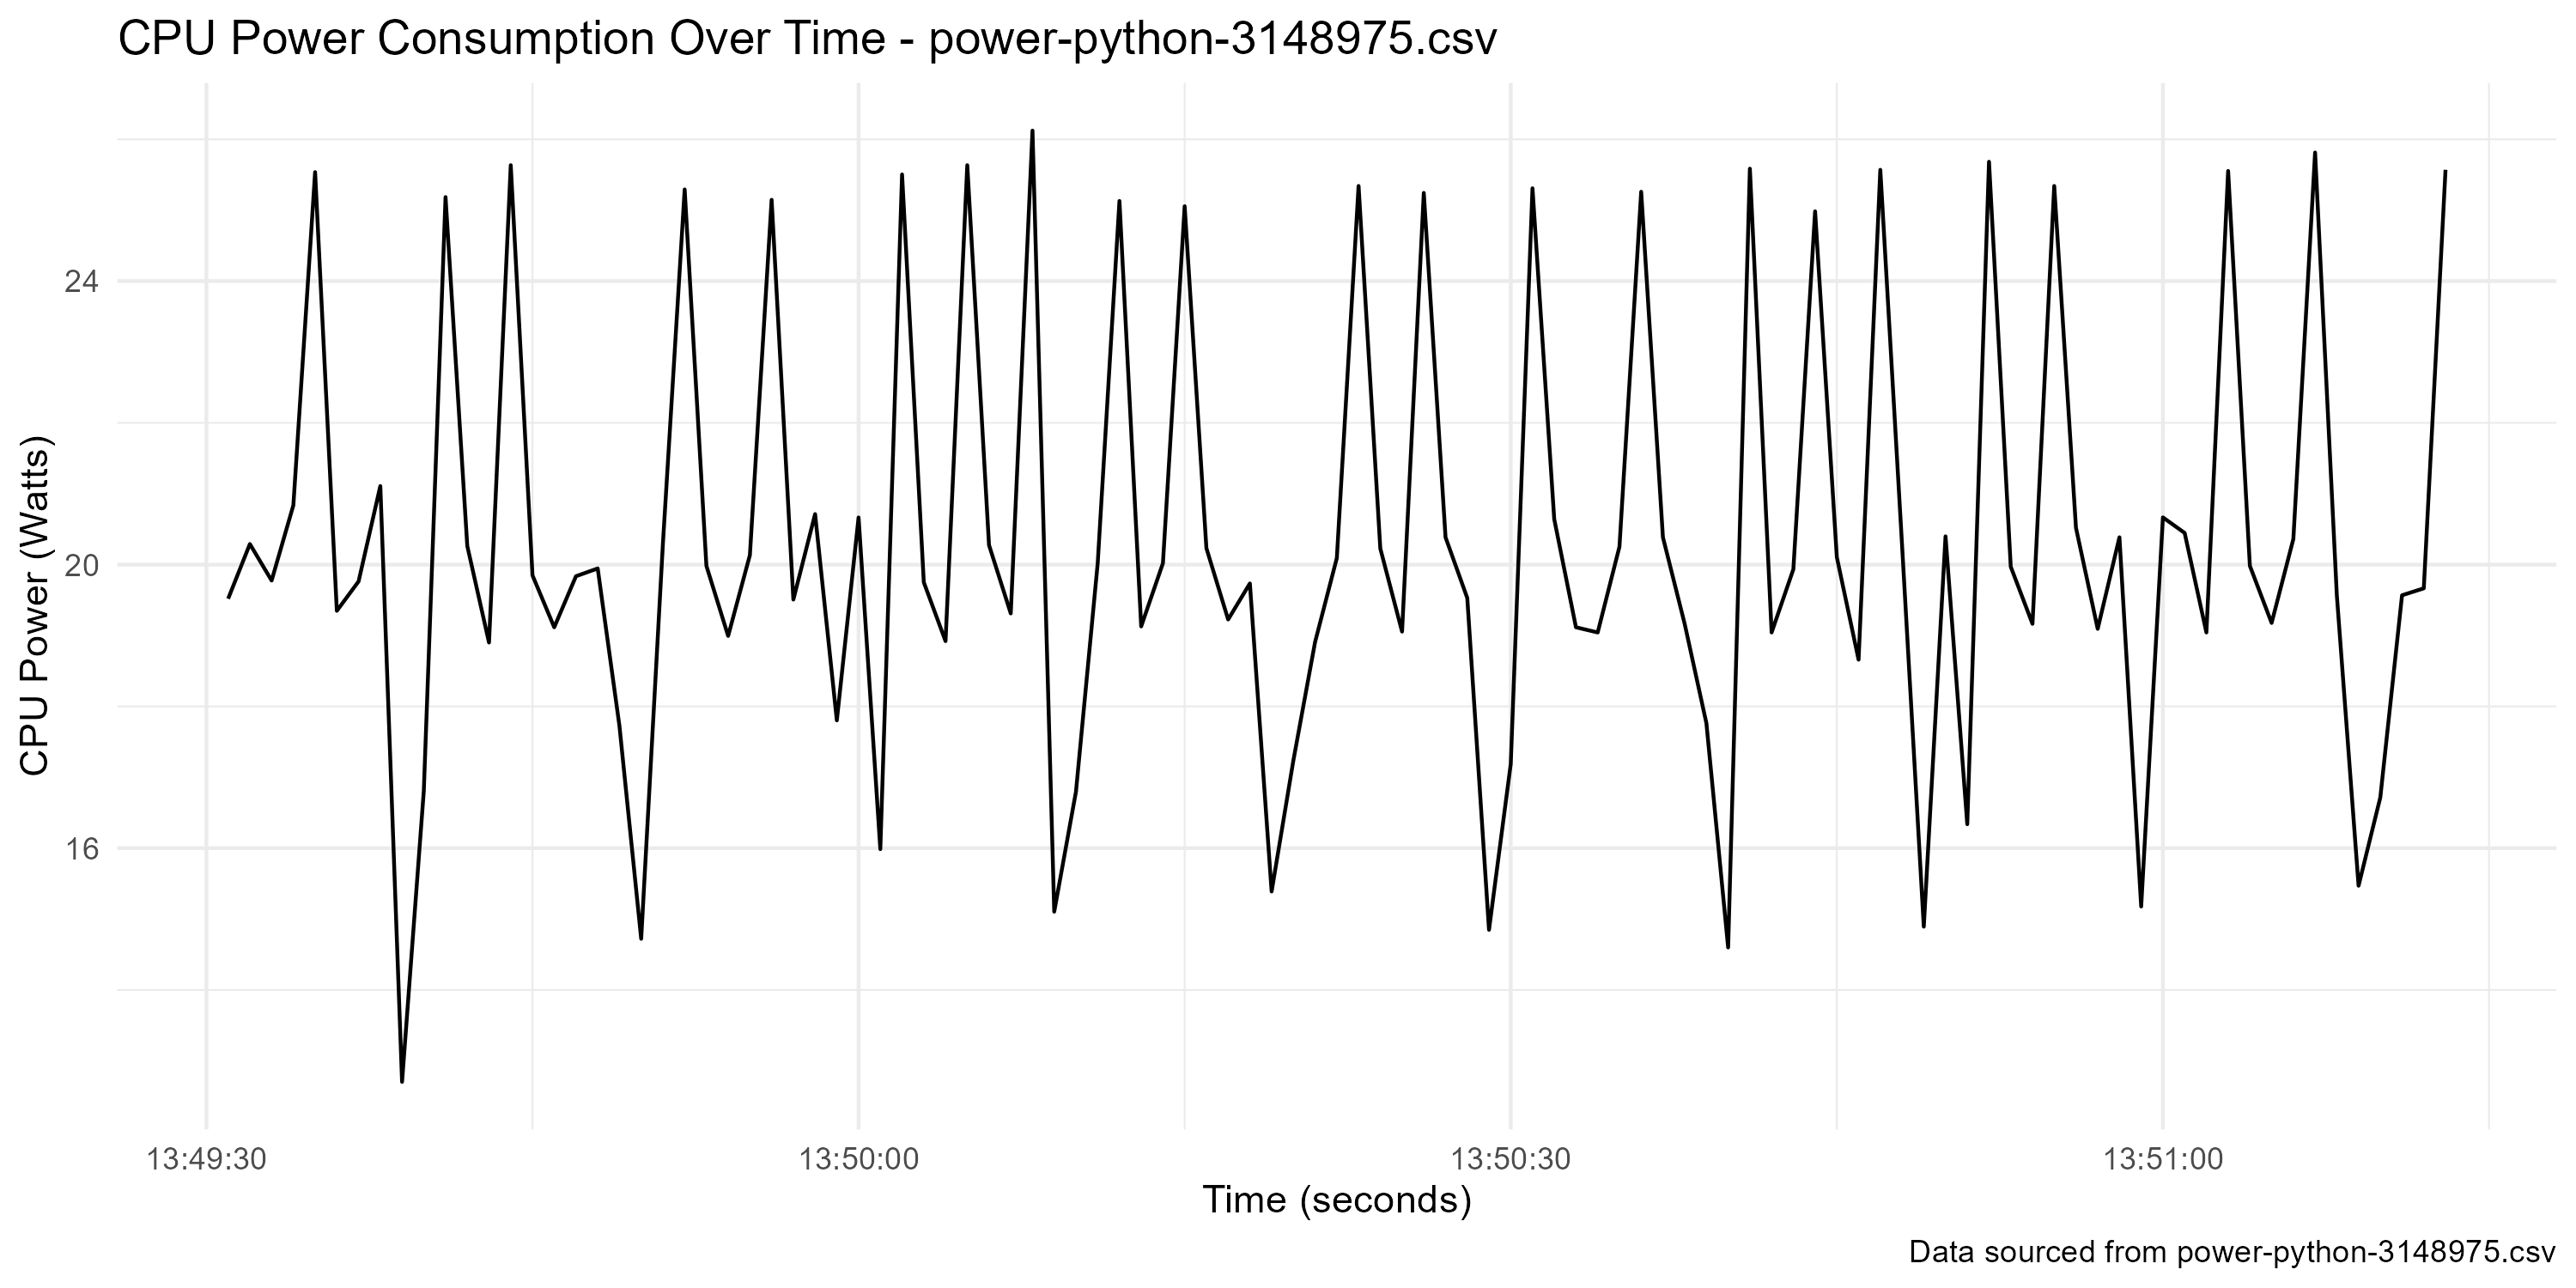 CPU Power Consumption Over Time - power-python-3148975.csv
CPU Power (Watts)
24
20
16
13:49:30
13:50:00
13:50:30
13:51:00
Time (seconds)
Data sourced from power-python-3148975.csv